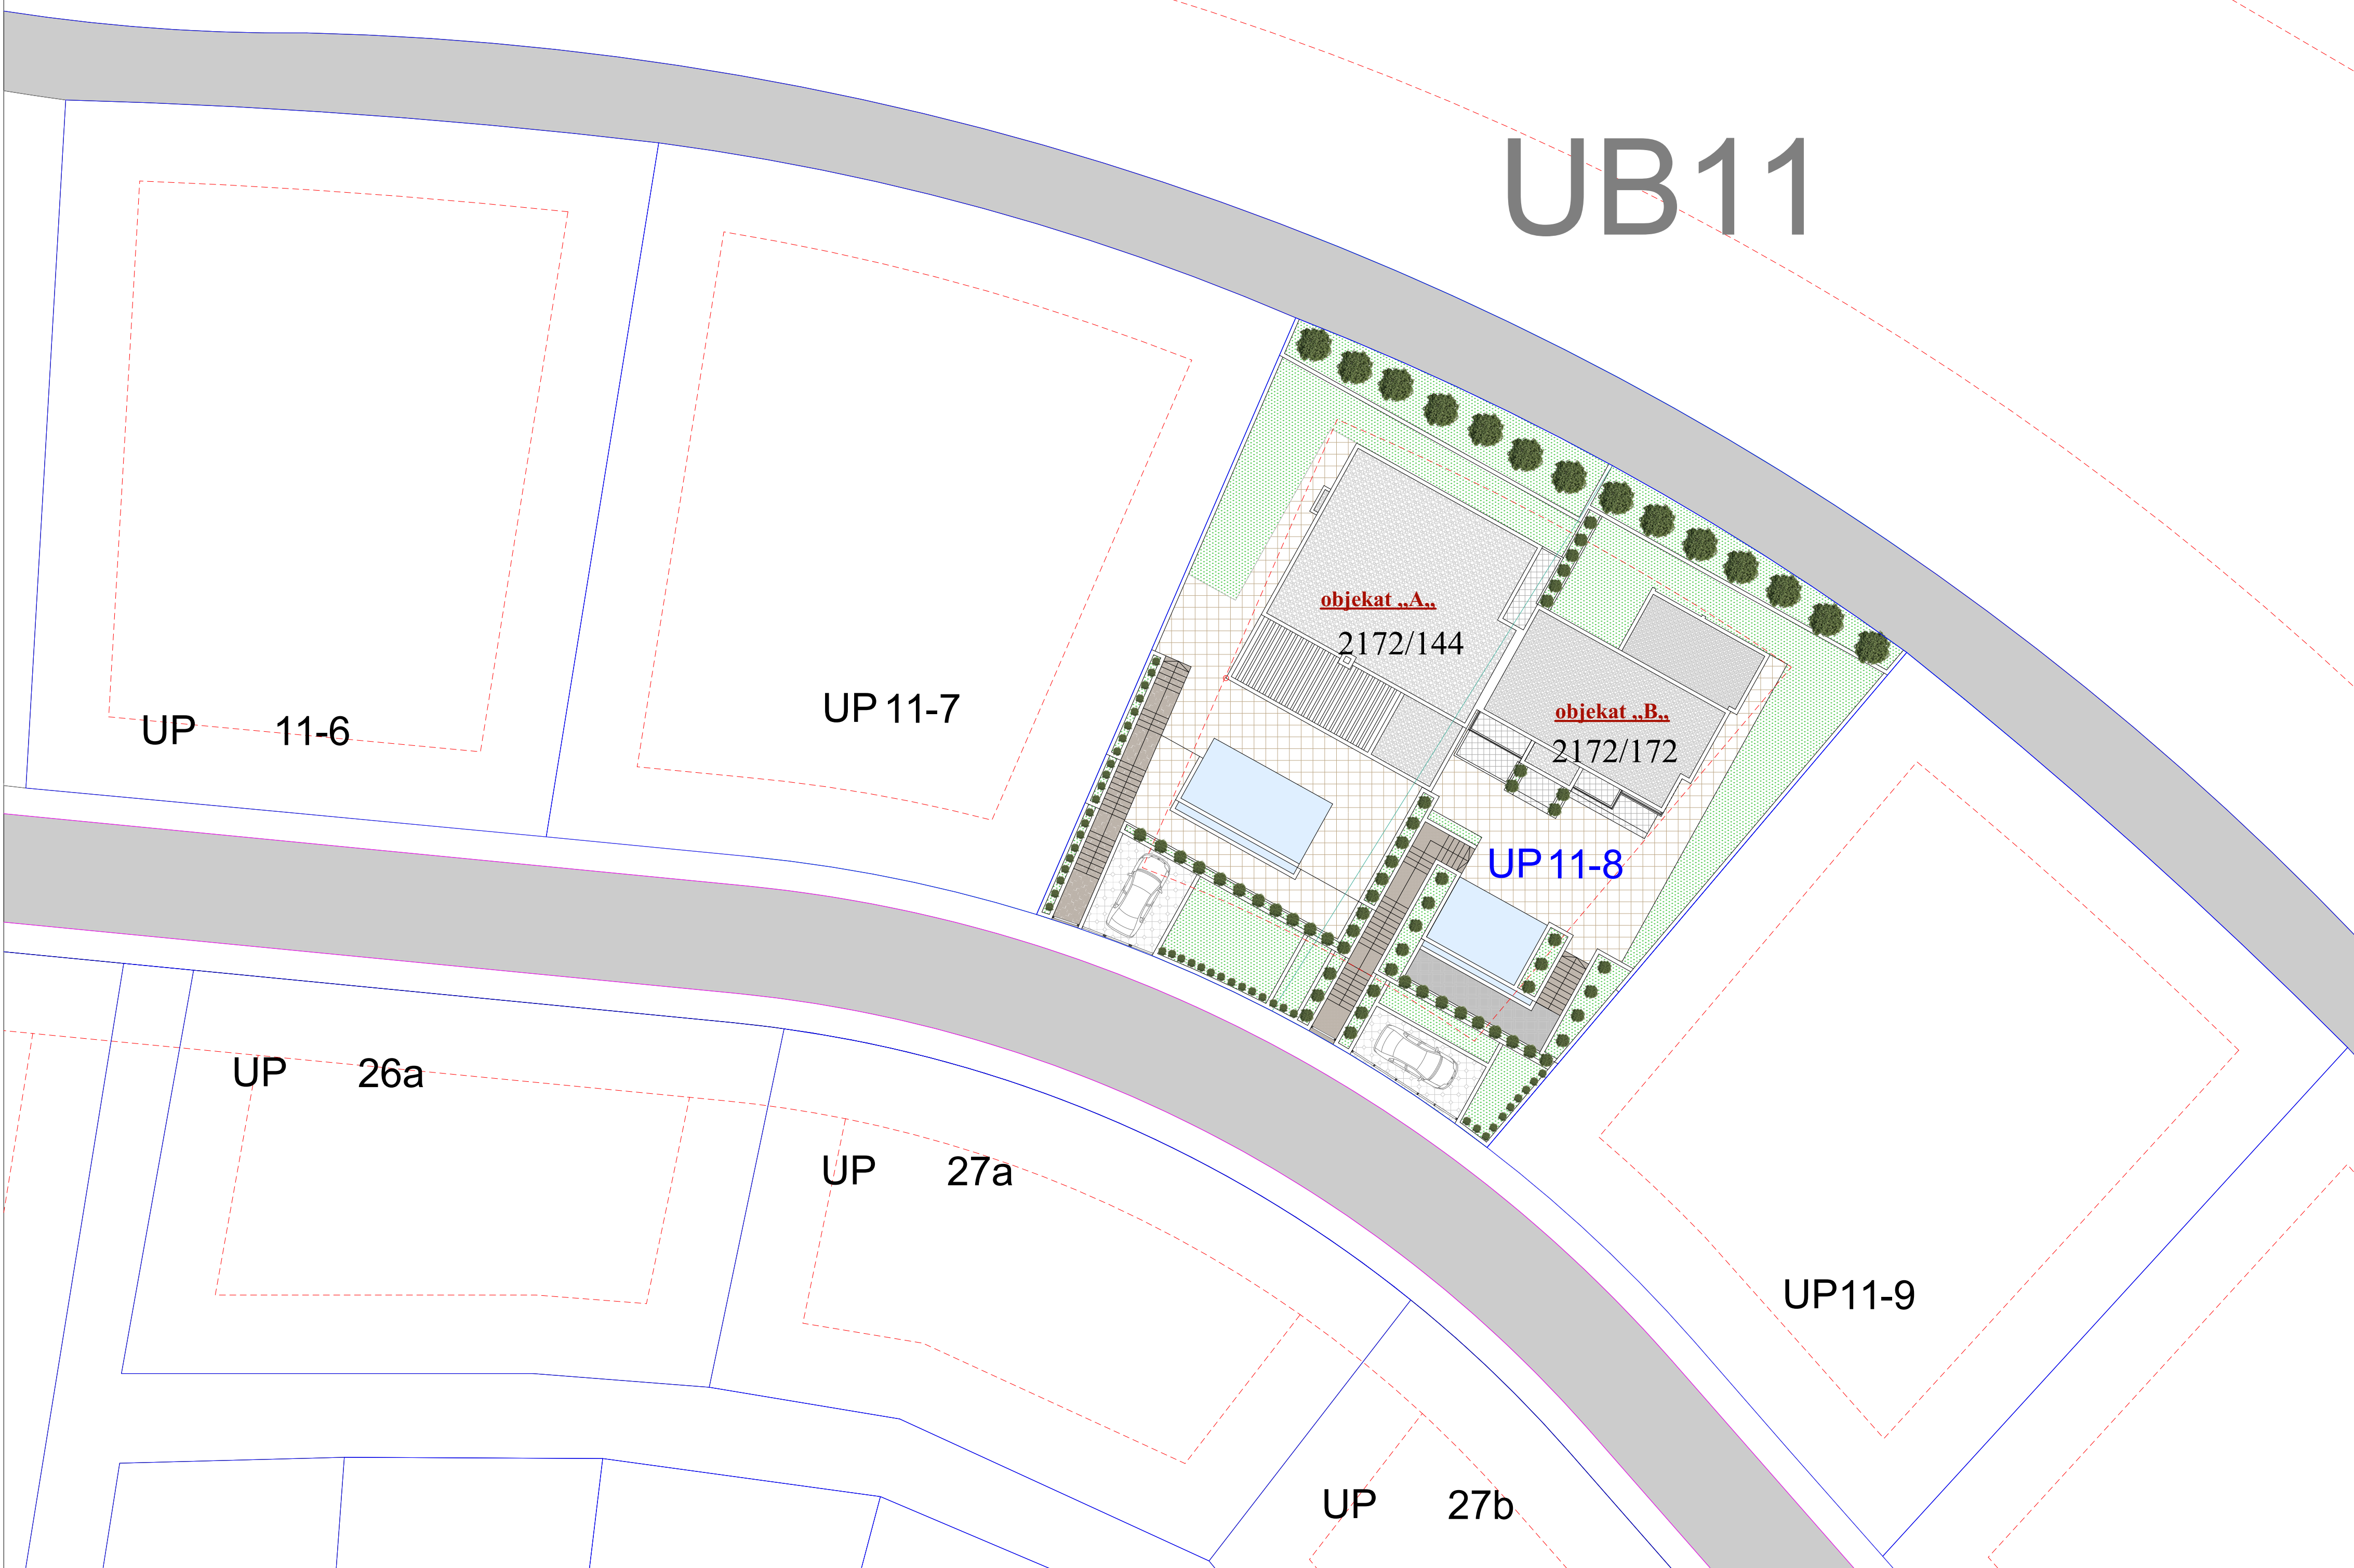 UB11
objekat „A„
2172/144
UP 11-7
UP 11-6
objekat „B„
2172/172
UP 11-8
UP 26a
UP 27a
UP11-9
UP 27b